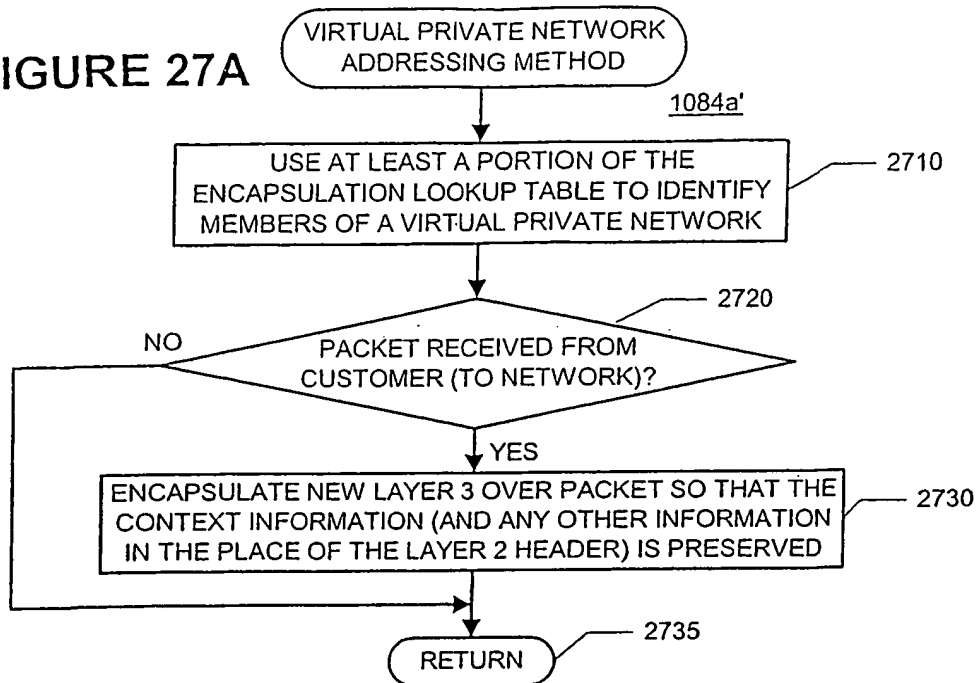 IGURE 27A
VIRTUAL PRIVATE NETWORK
ADDRESSING METHOD
1084a'
USE AT LEAST A PORTION OF THE
ENCAPSULATION LOOKUP TABLE TO IDENTIFY
MEMBERS OF A VIRTUAL PRIVATE NETWORK
2710
2720
NO
PACKET RECEIVED FROM
CUSTOMER (TO NETWORK)?
YES
ENCAPSULATE NEW LAYER 3 OVER PACKET SO THAT THE
CONTEXT INFORMATION (AND ANY OTHER INFORMATION
IN THE PLACE OF THE LAYER 2 HEADER) IS PRESERVED
2730
RETURN
2735